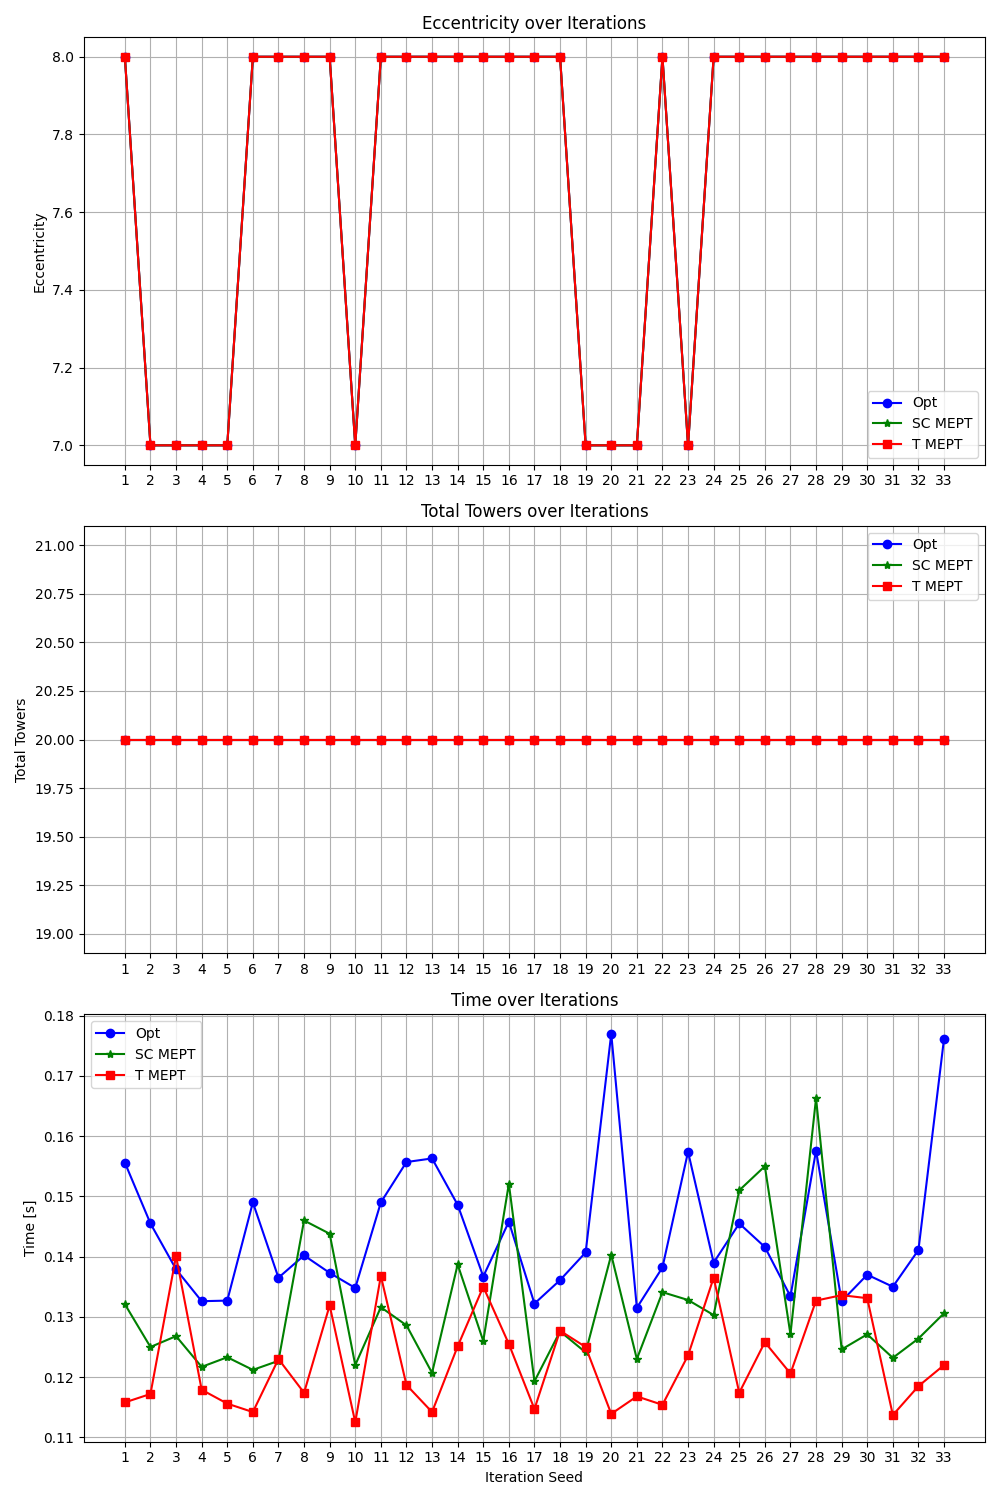 Eccentricity over Iterations
Eccentricity
8.0
7.8
7.6
7.4
7.2
7.0
Opt
SC MEPT
T MEPT
1 2 3 4 5 6 7 8 9 10 11 12 13 14 15 16 17 18 19 20 21 22 23 24 25 26 27 28 29 30 31 32 33
Total Towers over Iterations
Total Towers
21.00
20.75
20.50
20.25
20.00
19.75
19.50
19.25
19.00
Opt
SC MEPT
T MEPT
1 2 3 4 5 6 7 8 9 10 11 12 13 14 15 16 17 18 19 20 21 22 23 24 25 26 27 28 29 30 31 32 33
Time over Iterations
Time [s]
0.18
0.17
0.16
0.15
0.14
0.13
0.12
0.11
Opt
SC MEPT
T MEPT
1 2 3 4 5 6 7 8 9 10 11 12 13 14 15 16 17 18 19 20 21 22 23 24 25 26 27 28 29 30 31 32 33
Iteration Seed